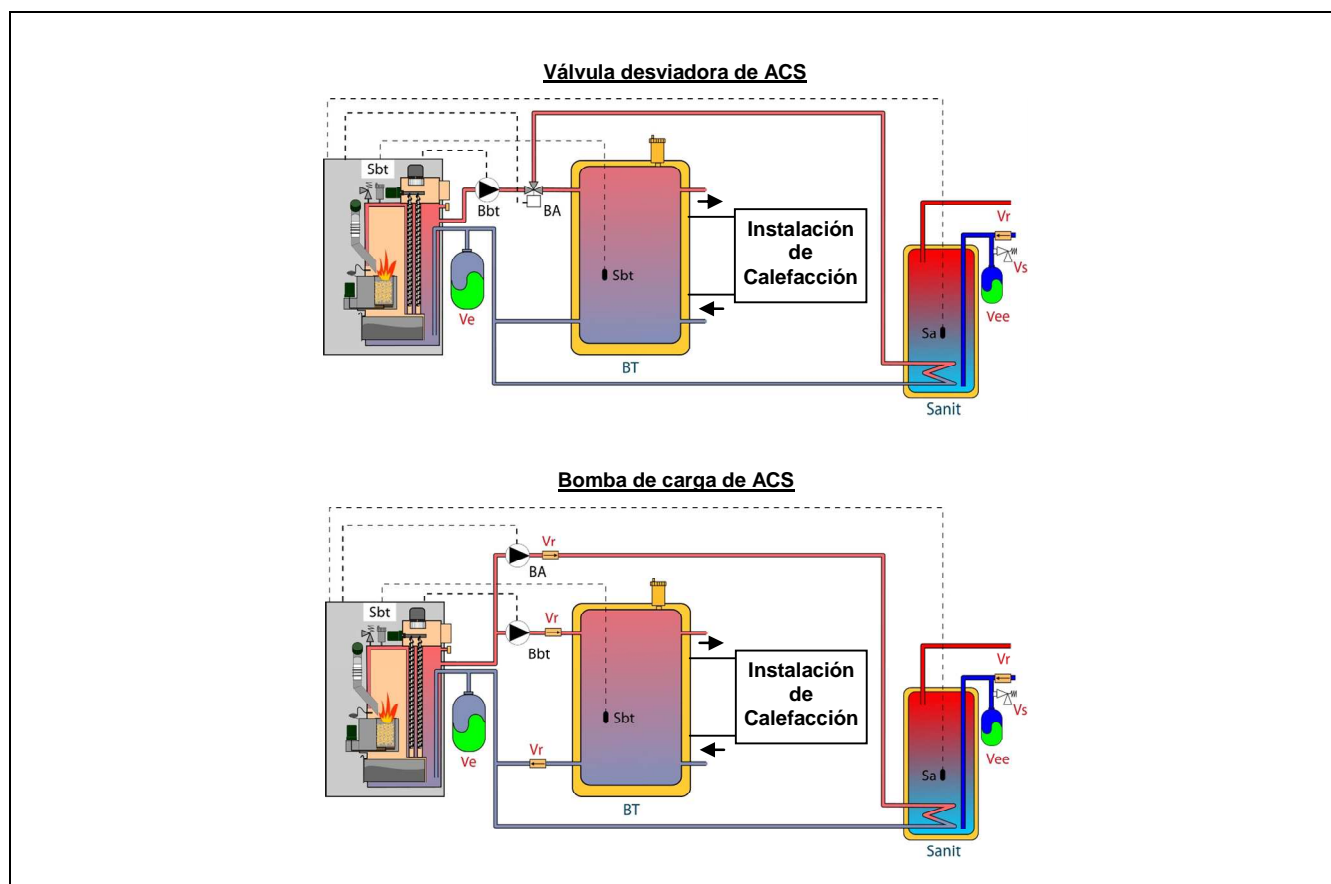 Válvula desviadora de ACS
Sbt
Bbt
BA
Sbt
Instalación
de
Calefacción
Vr
Vs
Ve
Vee
Sa
BT
Sanit
Bomba de carga de ACS
Vr
BA
Sbt
Vr
Bbt
Sbt
Instalación
de
Calefacción
Vr
Vs
Vr
Ve
Vee
Sa
BT
Sanit